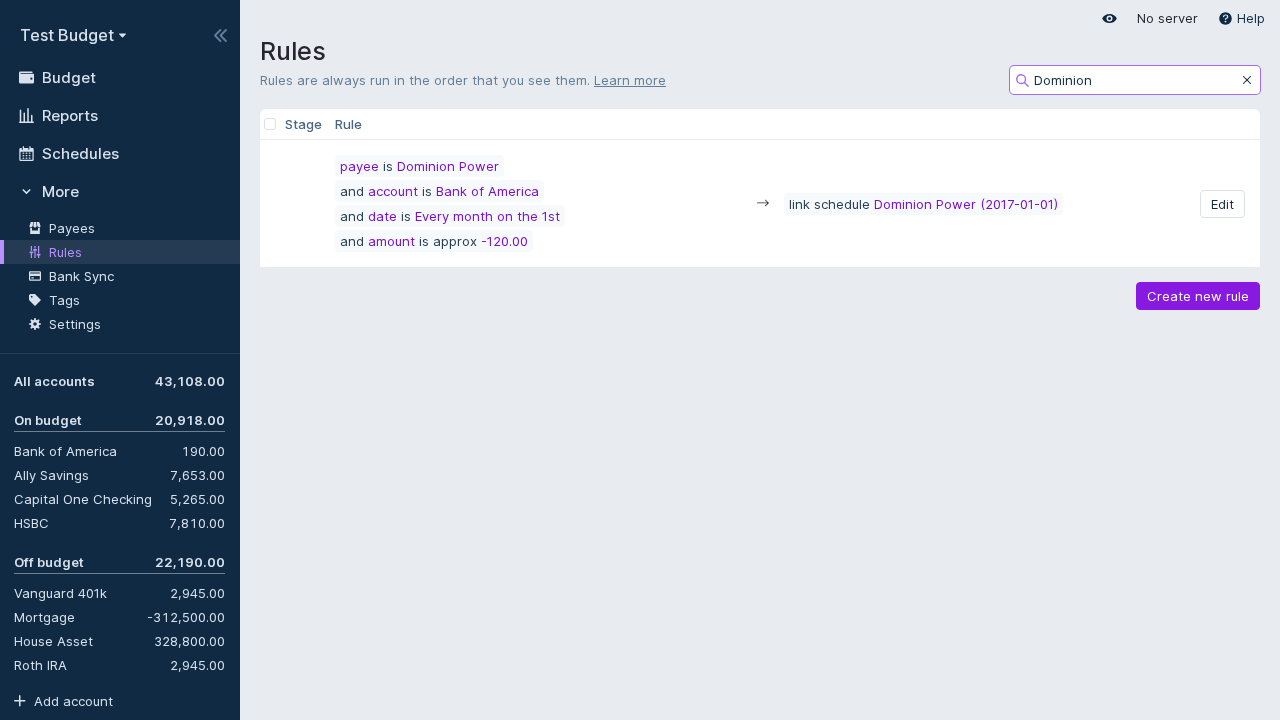 Test Budget
Budget
Reports
Schedules
More
Payees
Rules
Bank Sync
Tags
Settings
All accounts 43,108.00
On budget 20,918.00
Bank of America 190.00
Ally Savings 7,653.00
Capital One Checking 5,265.00
HSBC 7,810.00
Off budget 22,190.00
Vanguard 401k 2,945.00
Mortgage -312,500.00
House Asset 328,800.00
Roth IRA 2,945.00
Add account
No server Help
Rules
Rules are always run in the order that you see them. Learn more
Dominion
Stage Rule
payee is Dominion Power
and account is Bank of America
and date is Every month on the 1st
and amount is approx -120.00
→ link schedule Dominion Power (2017-01-01)
Edit
Create new rule